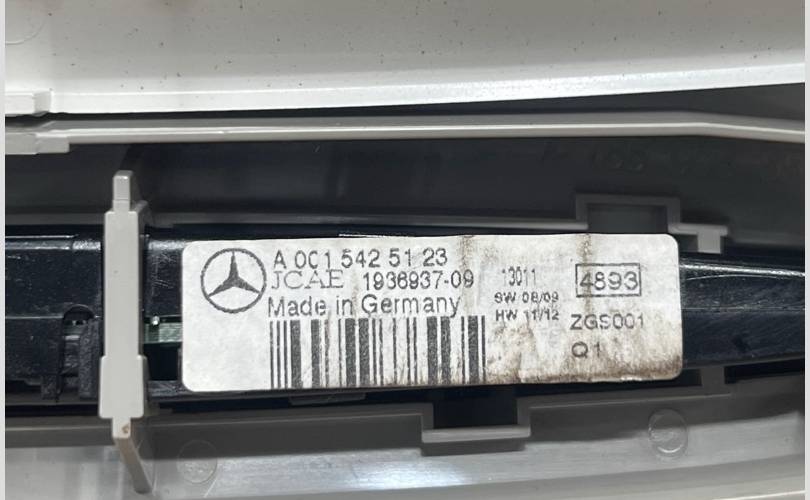 A 001 542 51 23
JCAE 1936937-09
Made in Germany
13011
SW 08/09
HW 11/12
4893
ZGS001
Q1